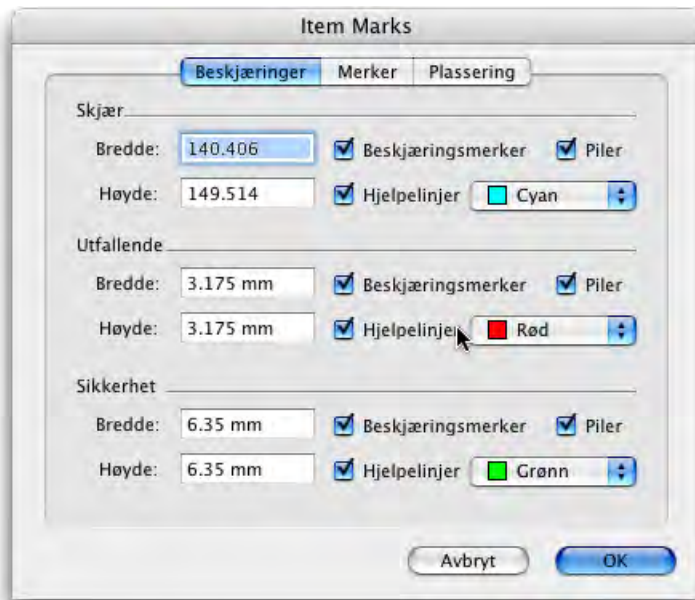 Item Marks
Beskjæringer Merker Plassering
Skjær
Bredde: 140.406 Beskjæringsmerker Piler
Høyde: 149.514 Hjelpelinjer Cyan
Utfallende
Bredde: 3.175 mm Beskjæringsmerker Piler
Høyde: 3.175 mm Hjelpelinjer Rød
Sikkerhet
Bredde: 6.35 mm Beskjæringsmerker Piler
Høyde: 6.35 mm Hjelpelinjer Grønn
Avbryt OK